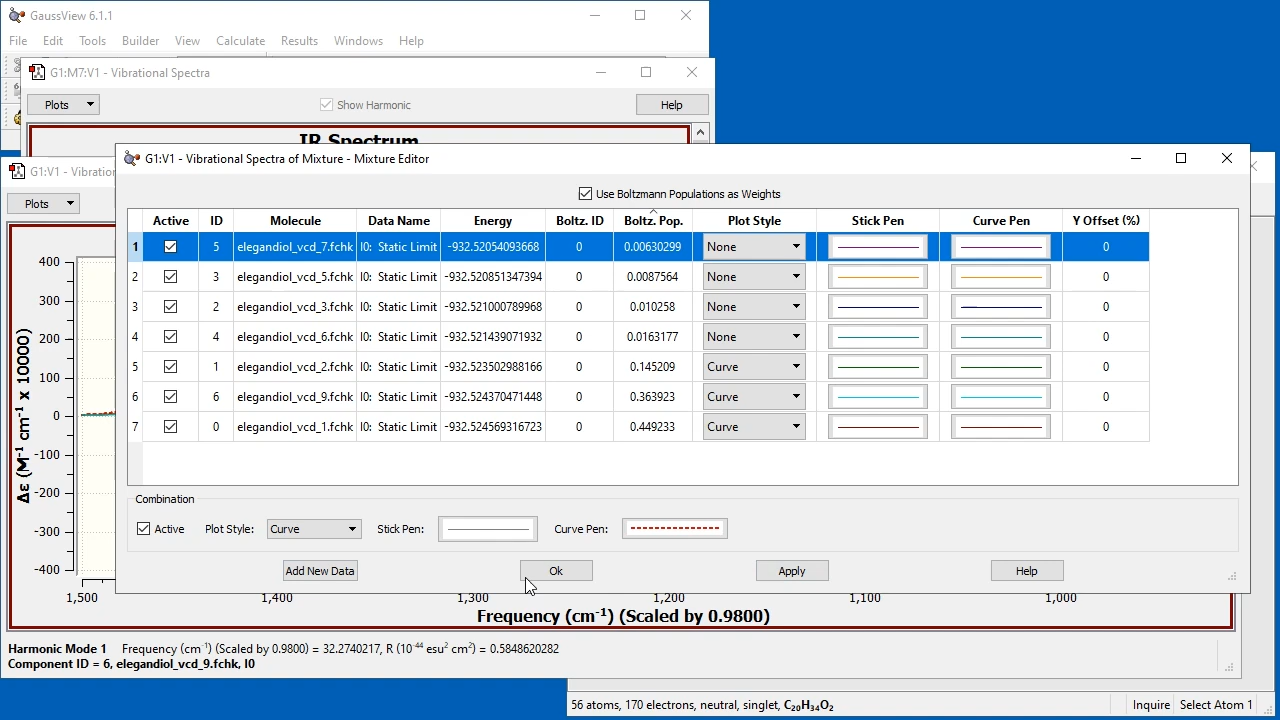 GaussView 6.1.1
File Edit Tools Builder View Calculate Results Windows Help
G1:M7:V1 - Vibrational Spectra
Plots Show Harmonic Help
IR Spectrum
G1:V1 - Vibrational Spectra of Mixture - Mixture Editor
G1:V1 - Vibration
Plots
Use Boltzmann Populations as Weights
Active ID Molecule Data Name Energy Boltz. ID Boltz. Pop. Plot Style Stick Pen Curve Pen Y Offset (%)
1 5 elegandiol_vcd_7.fchk I0: Static Limit -932.52054093668 0 0.00630299 None 0
2 3 elegandiol_vcd_5.fchk I0: Static Limit -932.520851347394 0 0.0087564 None 0
3 2 elegandiol_vcd_3.fchk I0: Static Limit -932.521000789968 0 0.010258 None 0
4 4 elegandiol_vcd_6.fchk I0: Static Limit -932.521439071932 0 0.0163177 None 0
5 1 elegandiol_vcd_2.fchk I0: Static Limit -932.523502988166 0 0.145209 Curve 0
6 6 elegandiol_vcd_9.fchk I0: Static Limit -932.524370471448 0 0.363923 Curve 0
7 0 elegandiol_vcd_1.fchk I0: Static Limit -932.524569316723 0 0.449233 Curve 0
Combination
Active Plot Style: Curve Stick Pen: Curve Pen:
Add New Data Ok Apply Help
400
300
200
100
0
-100
-200
-300
-400
Δε (M⁻¹ cm⁻¹ x 10000)
1,500 1,400 1,300 1,200 1,100 1,000
Frequency (cm⁻¹) (Scaled by 0.9800)
Harmonic Mode 1 Frequency (cm⁻¹) (Scaled by 0.9800) = 32.2740217, R (10⁻⁴⁴ esu² cm²) = 0.5848620282
Component ID = 6, elegandiol_vcd_9.fchk, I0
56 atoms, 170 electrons, neutral, singlet, C₂₀H₃₄O₂ Inquire Select Atom 1